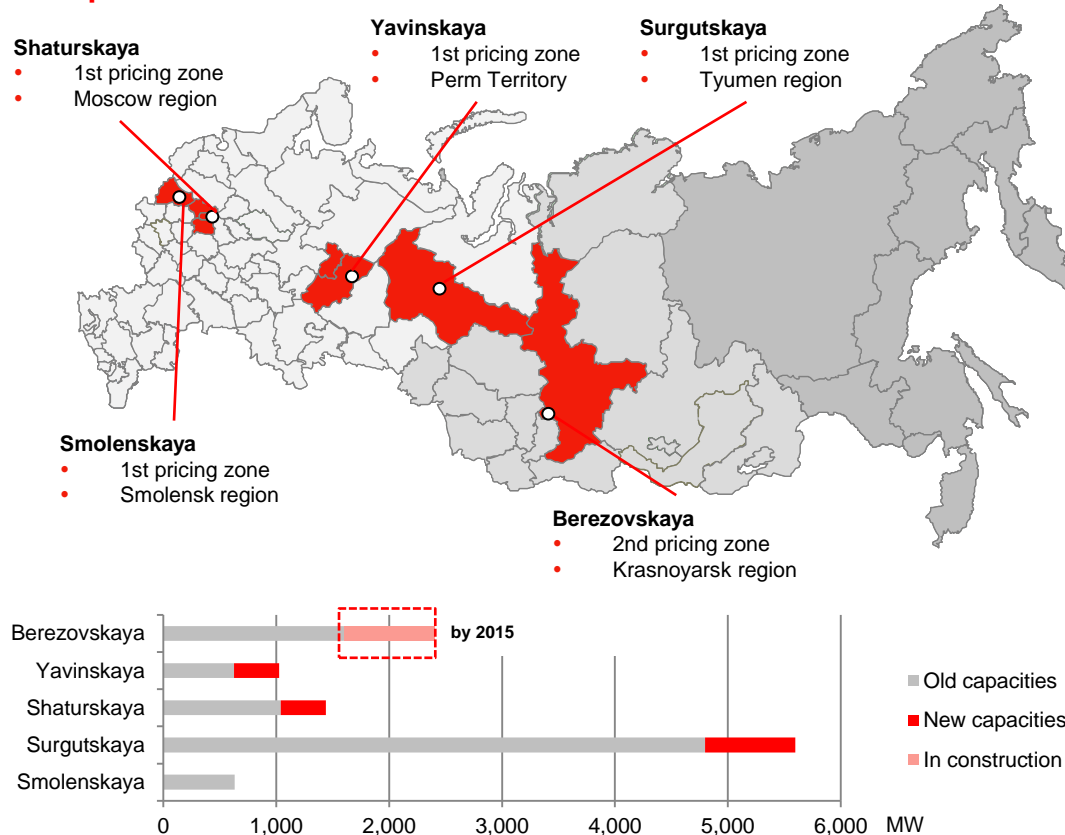 Shaturskaya
• 1st pricing zone
• Moscow region
Yavinskaya
• 1st pricing zone
• Perm Territory
Surgutskaya
• 1st pricing zone
• Tyumen region
Smolenskaya
• 1st pricing zone
• Smolensk region
Berezovskaya
• 2nd pricing zone
• Krasnoyarsk region
Berezovskaya
by 2015
Yavinskaya
Shaturskaya
Surgutskaya
Smolenskaya
Old capacities
New capacities
In construction
0 1,000 2,000 3,000 4,000 5,000 6,000 MW